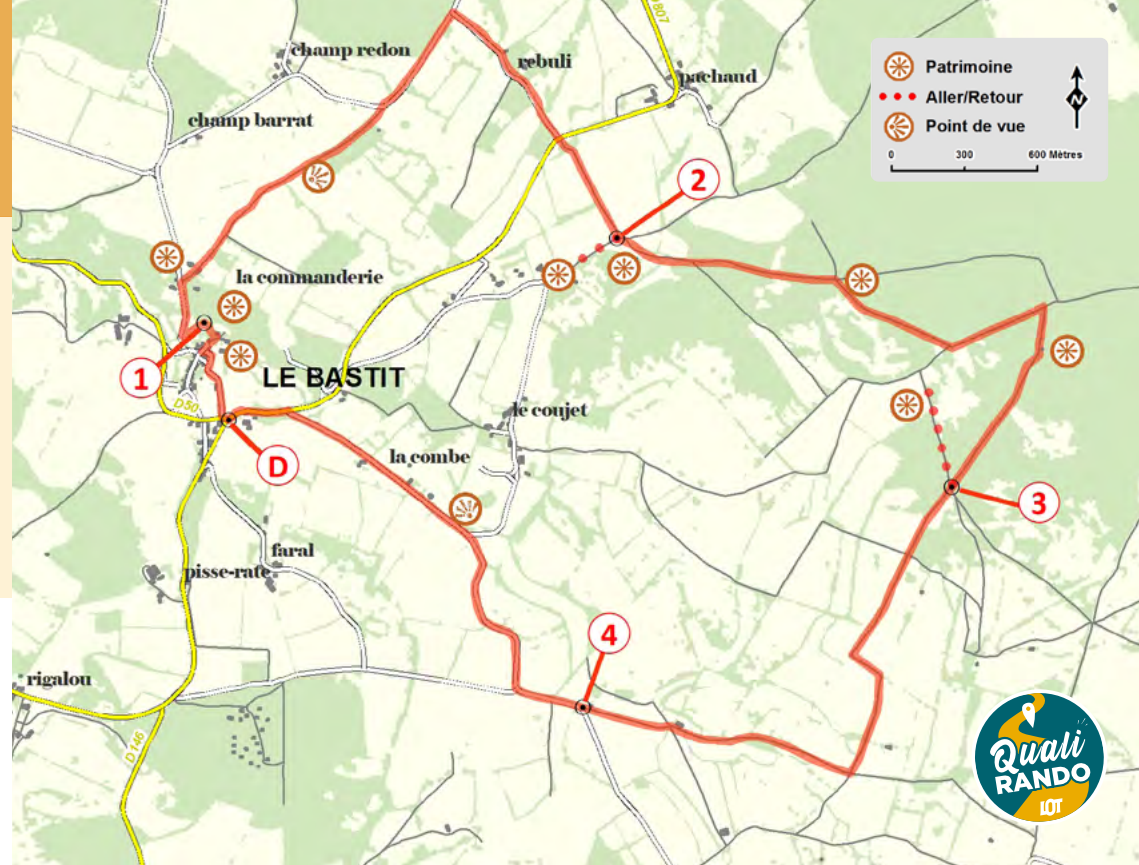 D807
champ redon
rebuli
pachaud
champ barrat
Patrimoine
Aller/Retour
Point de vue
N
0 300 600 Mètres
2
la commanderie
1
LE BASTIT
D50
le coujet
la combe
D
3
faral
pisse-rate
4
rigalou
D146
Quali
RANDO
LOT